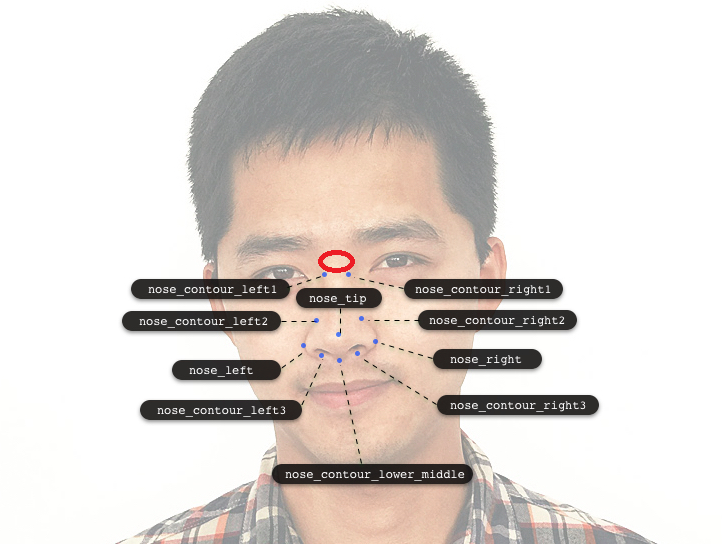 nose_contour_left1
nose_contour_right1
nose_tip
nose_contour_left2
nose_contour_right2
nose_left
nose_right
nose_contour_left3
nose_contour_right3
nose_contour_lower_middle